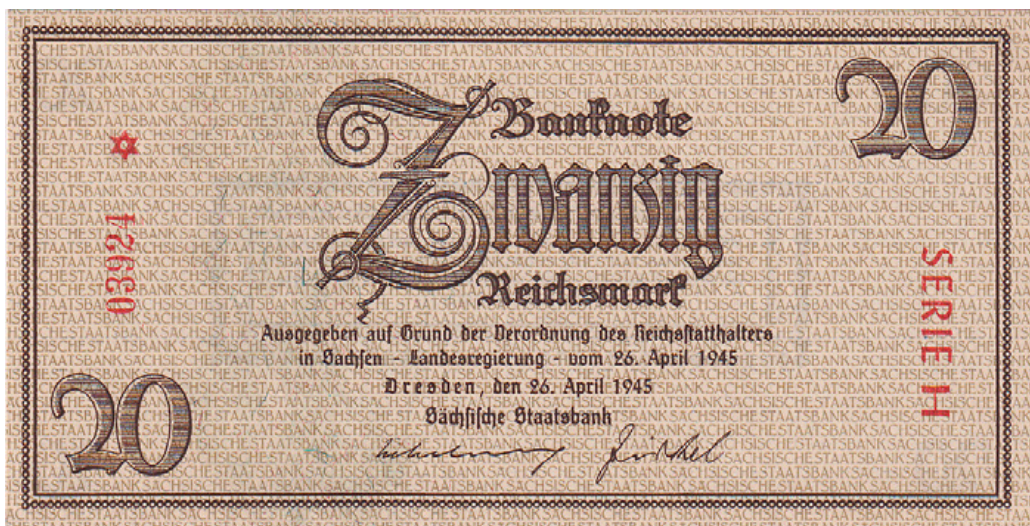 20
Banknote
Zwanzig
Reichsmark
03924
SERIE H
Ausgegeben auf Grund der Verordnung des Reichsstatthalters
in Sachsen - Landesregierung - vom 26. April 1945
Dresden, den 26. April 1945
Sächsische Staatsbank
20